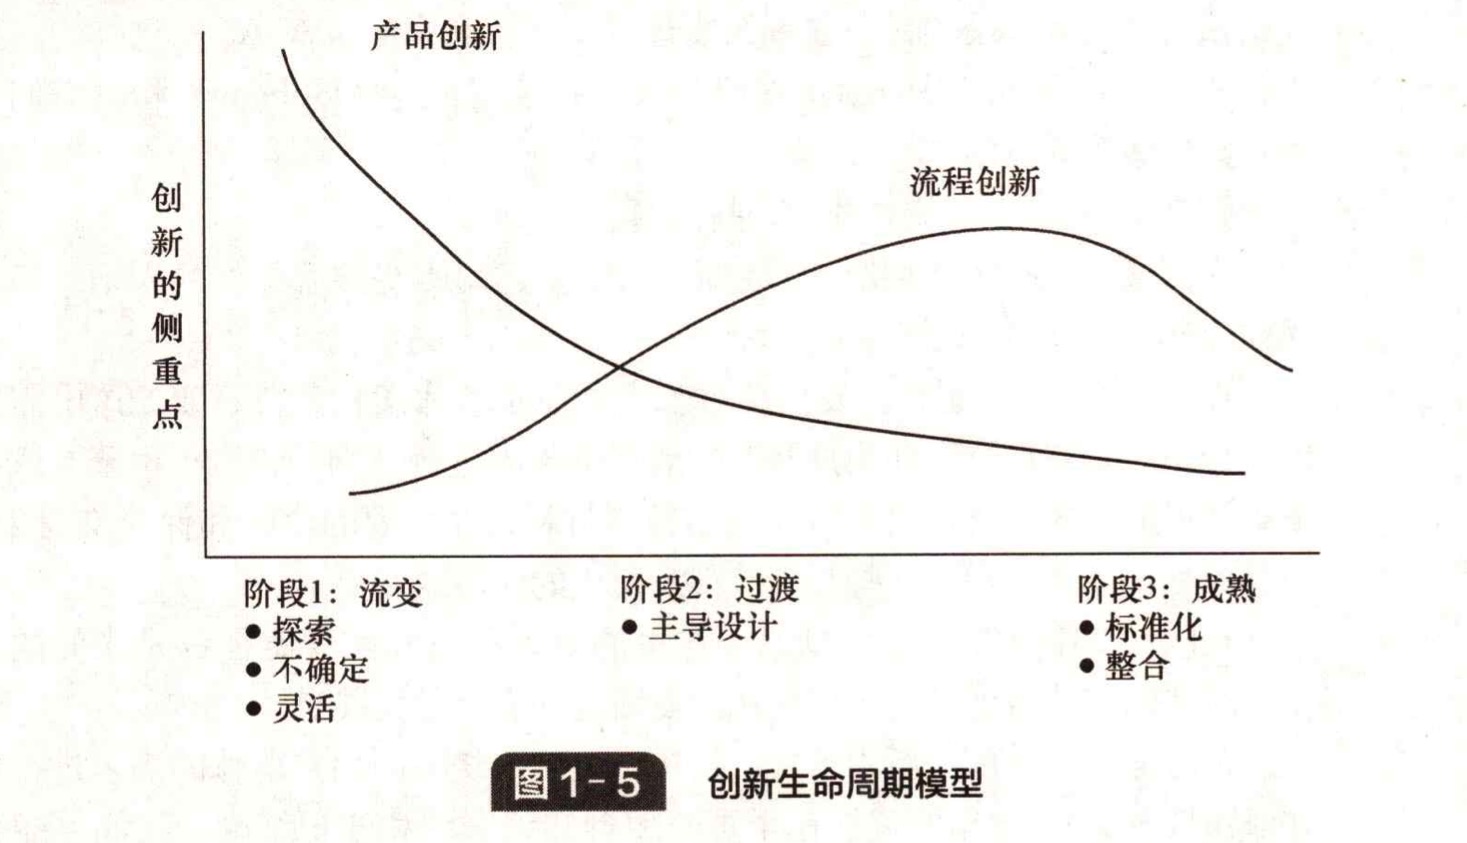 产品创新
流程创新
创新的侧重点
阶段1：流变
● 探索
● 不确定
● 灵活
阶段2：过渡
● 主导设计
阶段3：成熟
● 标准化
● 整合
图1-5 创新生命周期模型